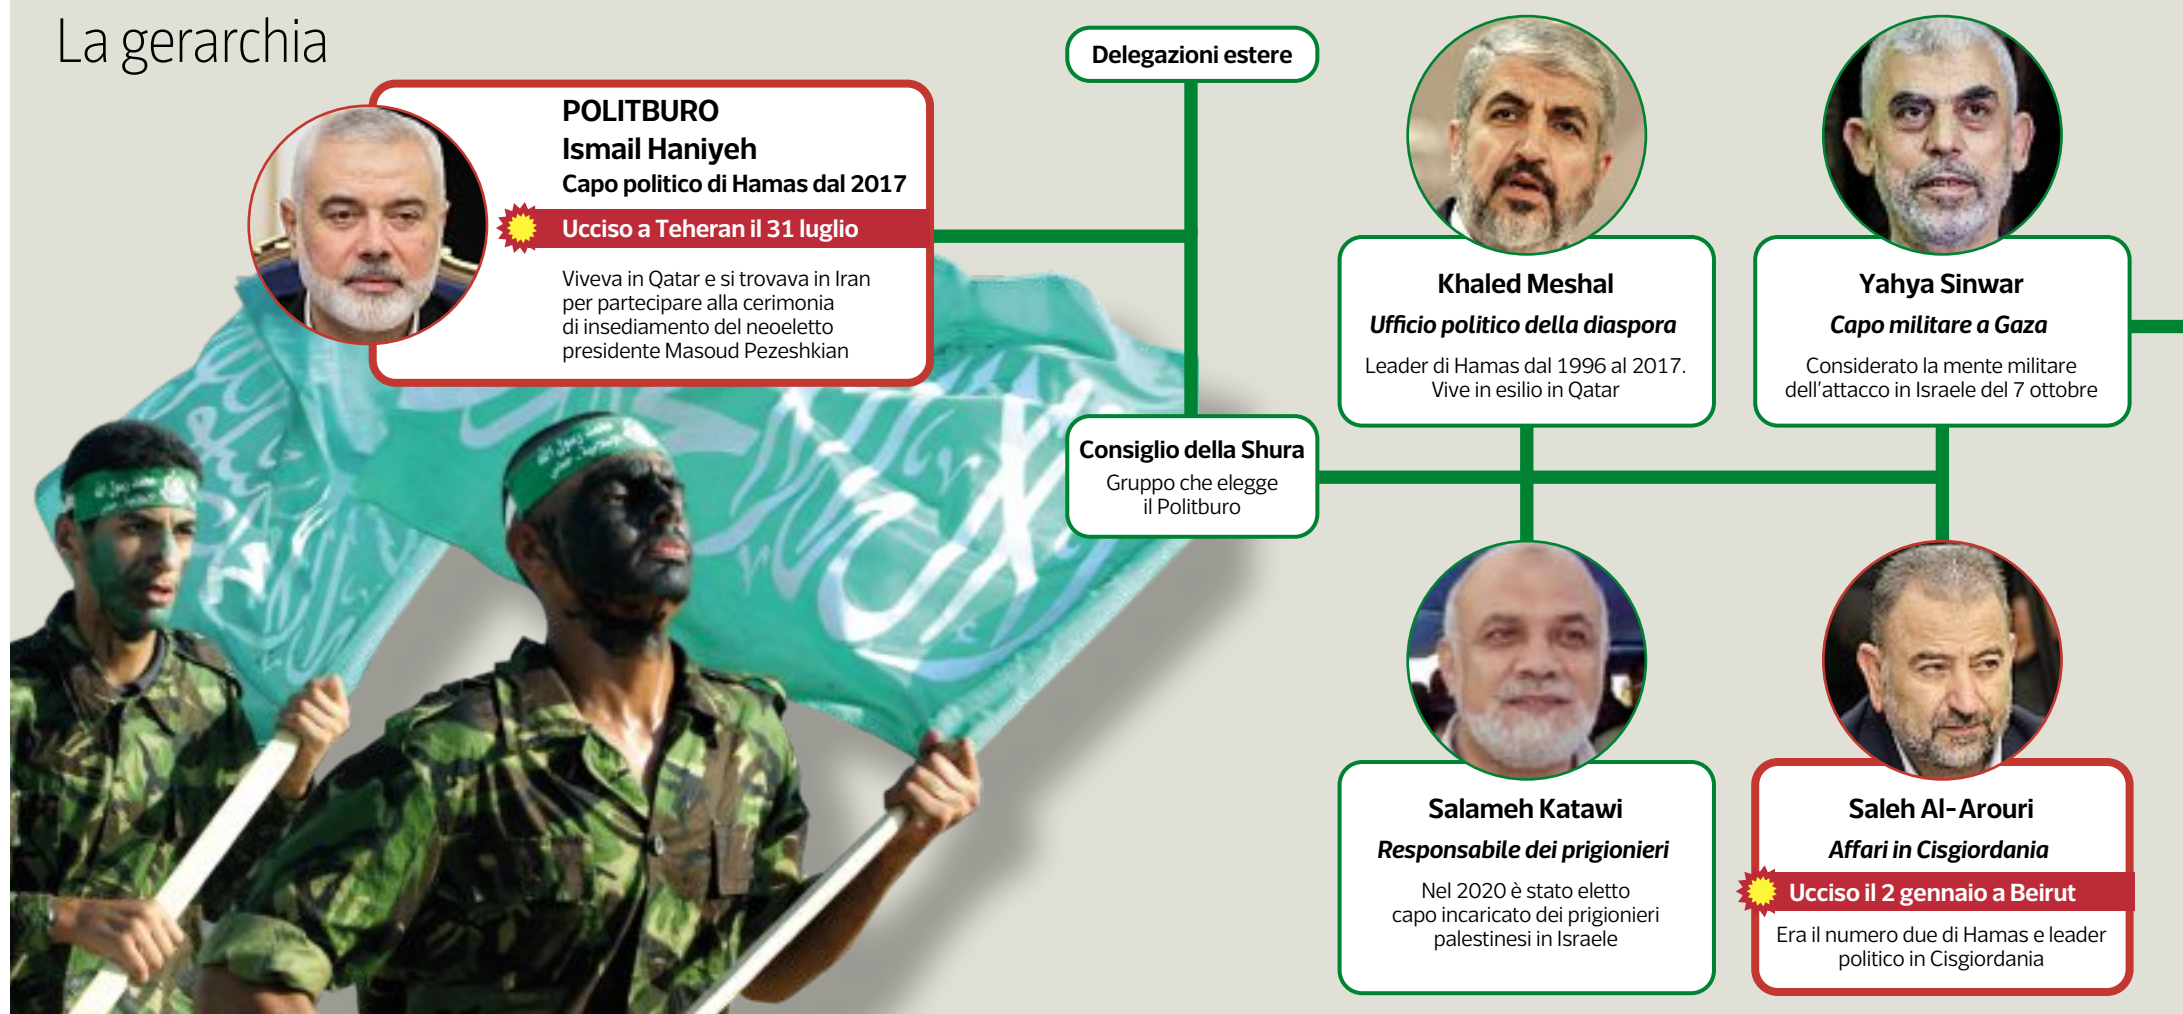 La gerarchia
POLITBURO
Ismail Haniyeh
Capo politico di Hamas dal 2017
Ucciso a Teheran il 31 luglio
Viveva in Qatar e si trovava in Iran
per partecipare alla cerimonia
di insediamento del neoeletto
presidente Masoud Pezeshkian
Delegazioni estere
Consiglio della Shura
Gruppo che elegge
il Politburo
Khaled Meshal
Ufficio politico della diaspora
Leader di Hamas dal 1996 al 2017.
Vive in esilio in Qatar
Yahya Sinwar
Capo militare a Gaza
Considerato la mente militare
dell'attacco in Israele del 7 ottobre
Salameh Katawi
Responsabile dei prigionieri
Nel 2020 è stato eletto
capo incaricato dei prigionieri
palestinesi in Israele
Saleh Al-Arouri
Affari in Cisgiordania
Ucciso il 2 gennaio a Beirut
Era il numero due di Hamas e leader
politico in Cisgiordania